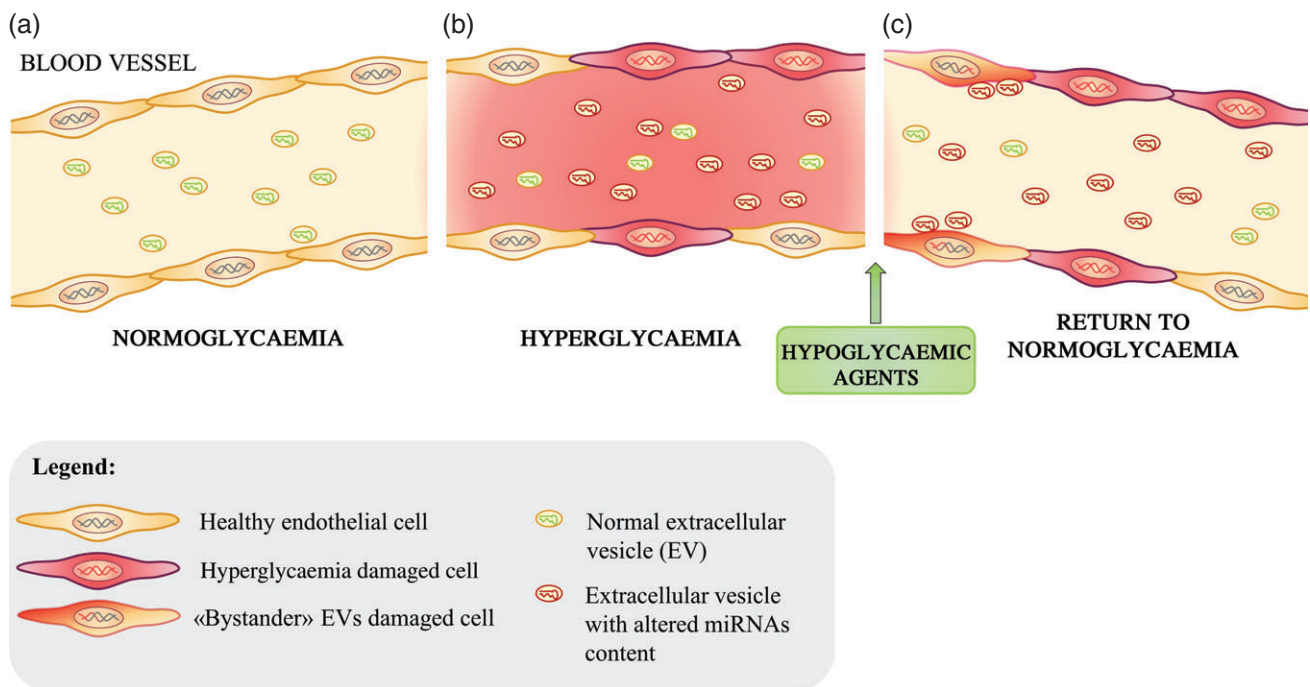 (a)
(b)
(c)
BLOOD VESSEL
NORMOGLYCAEMIA
HYPERGLYCAEMIA
HYPOGLYCAEMIC
AGENTS
RETURN TO
NORMOGLYCAEMIA
Legend:
Healthy endothelial cell
Hyperglycaemia damaged cell
«Bystander» EVs damaged cell
Normal extracellular
vesicle (EV)
Extracellular vesicle
with altered miRNAs
content